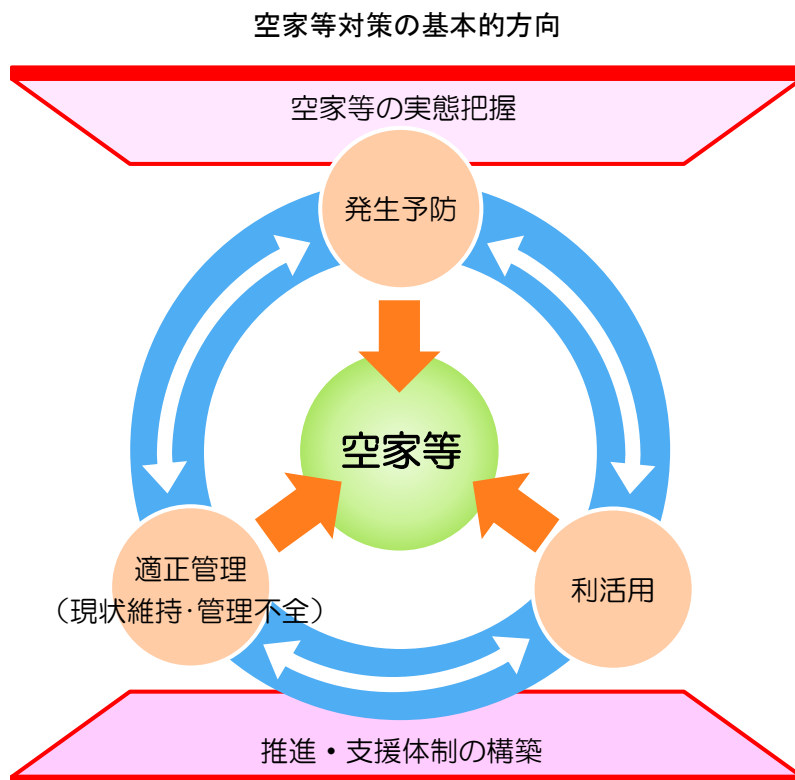 空家等対策の基本的方向
空家等の実態把握
発生予防
空家等
適正管理
（現状維持・管理不全）
利活用
推進・支援体制の構築